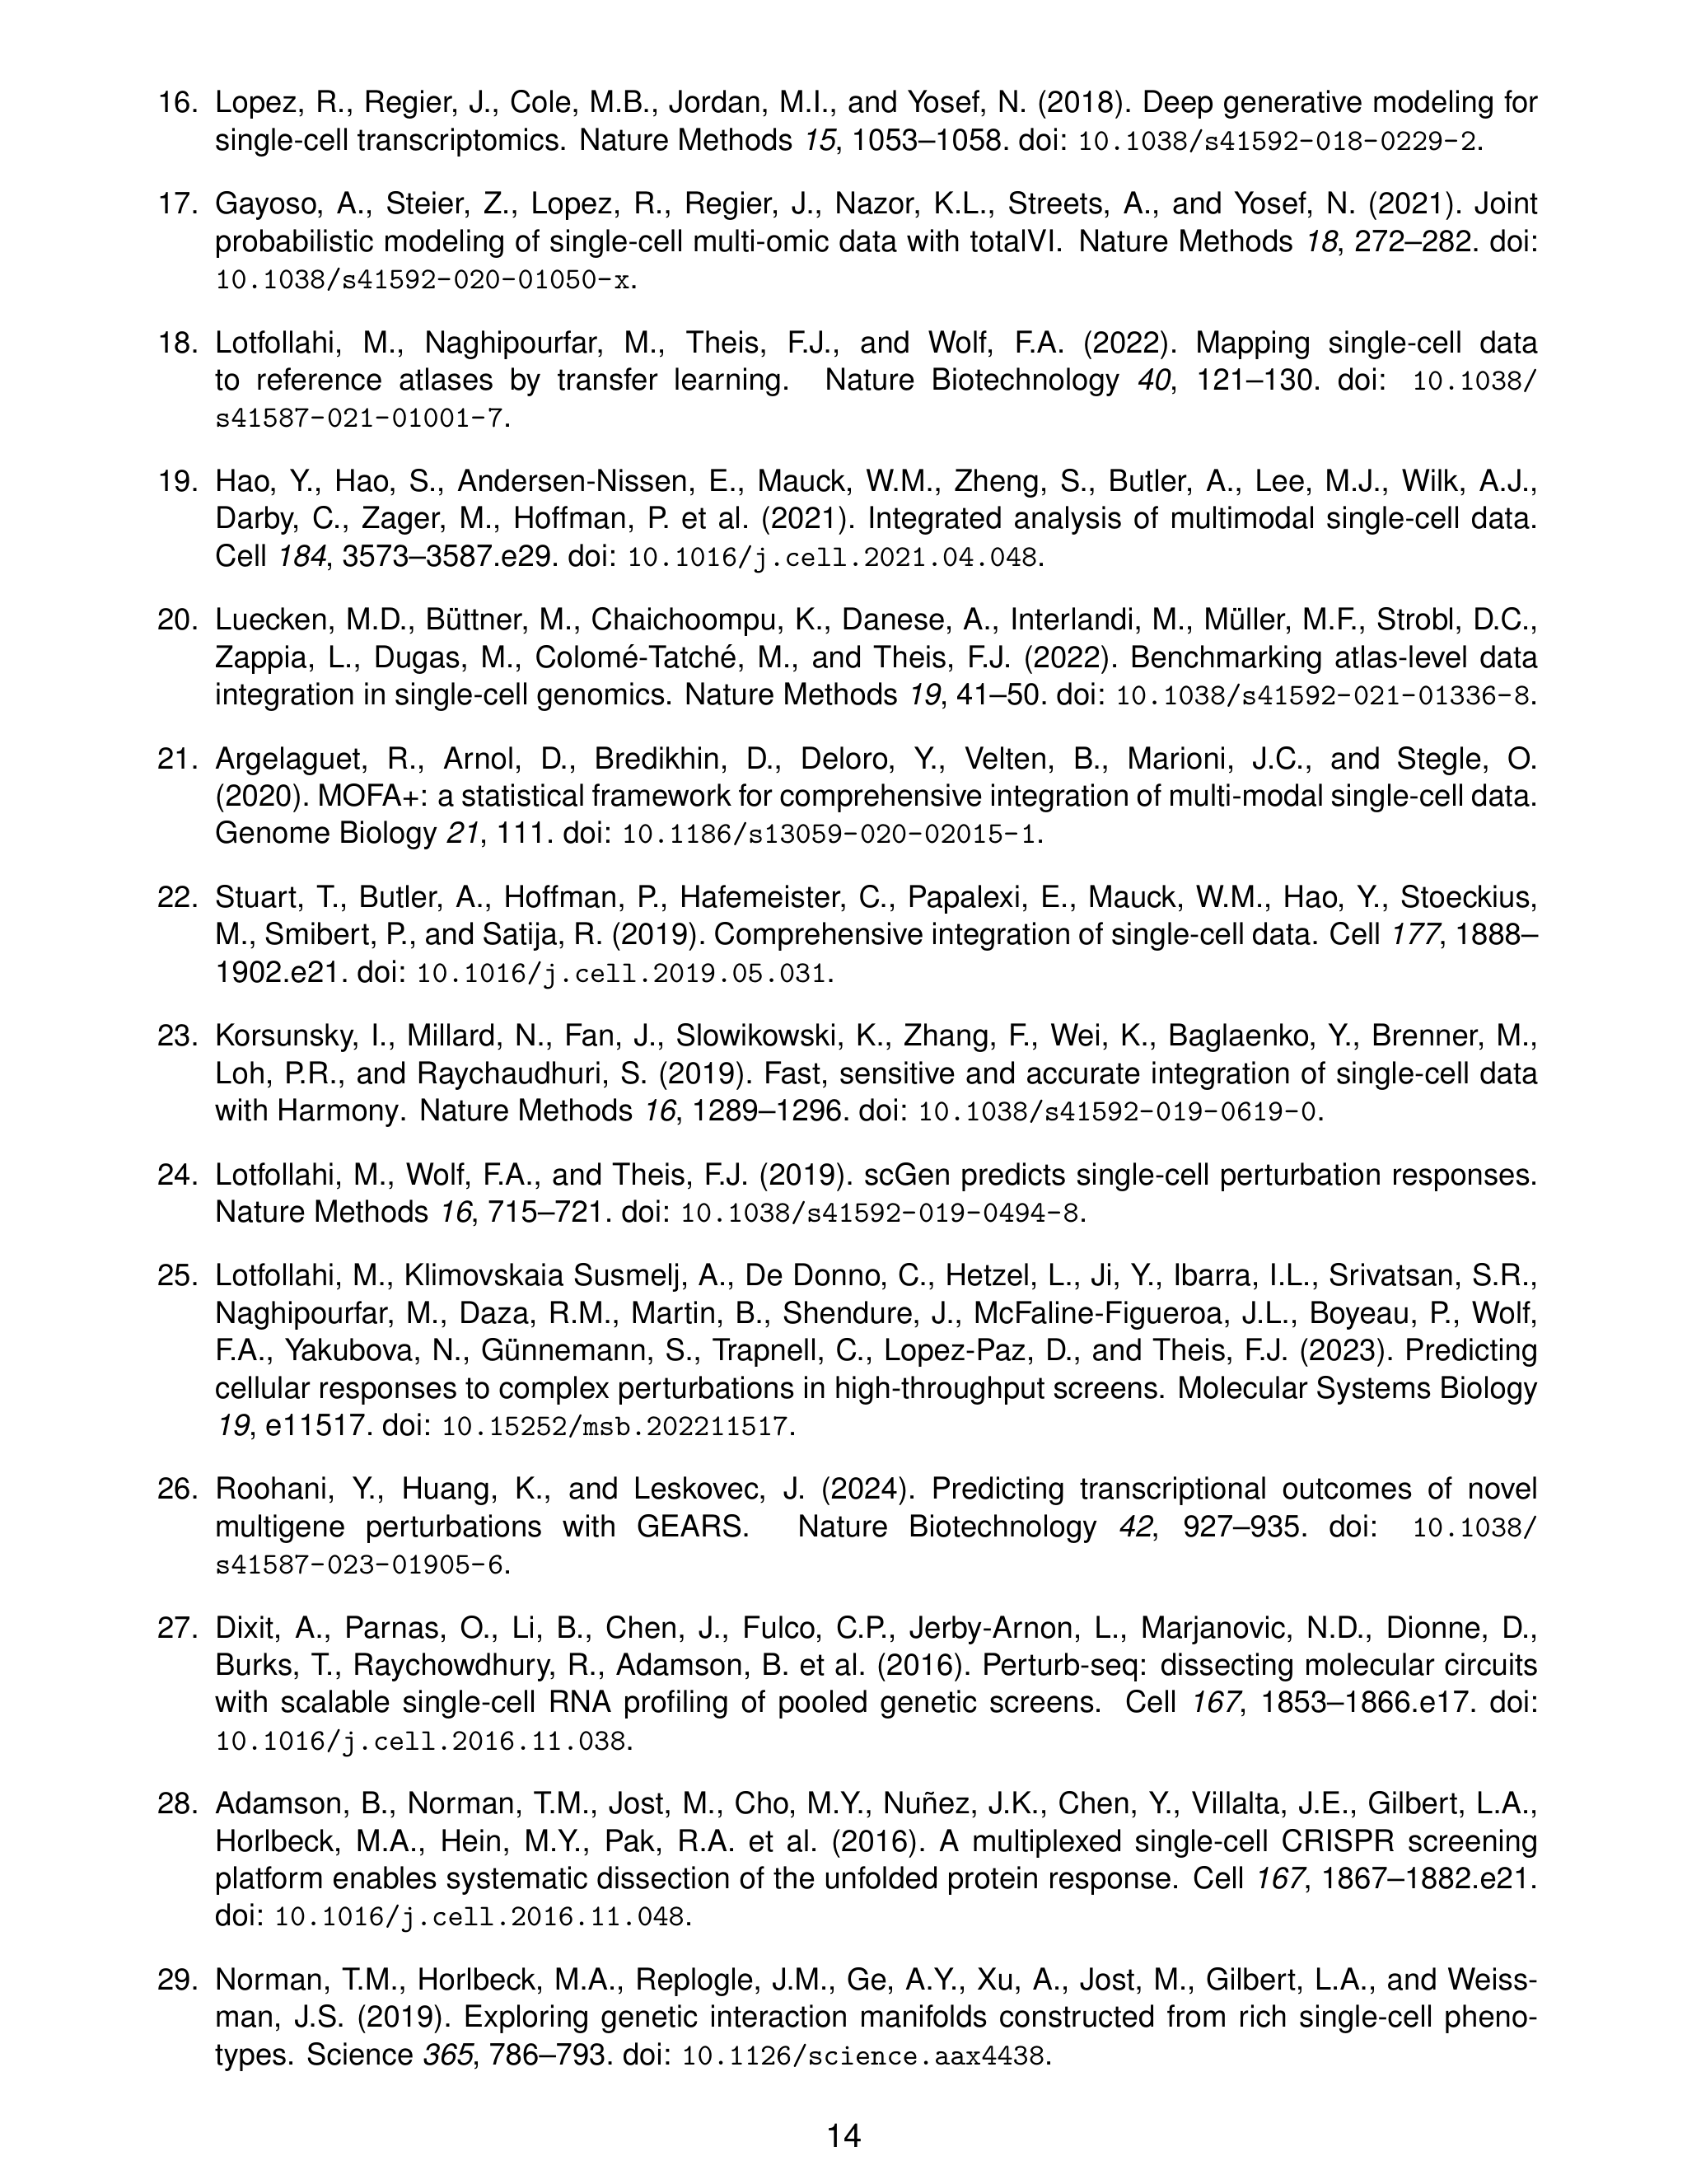 16. Lopez, R., Regier, J., Cole, M.B., Jordan, M.I., and Yosef, N. (2018). Deep generative modeling for
single-cell transcriptomics. Nature Methods 15, 1053–1058. doi: 10.1038/s41592-018-0229-2.
17. Gayoso, A., Steier, Z., Lopez, R., Regier, J., Nazor, K.L., Streets, A., and Yosef, N. (2021). Joint
probabilistic modeling of single-cell multi-omic data with totalVI. Nature Methods 18, 272–282. doi:
10.1038/s41592-020-01050-x.
18. Lotfollahi, M., Naghipourfar, M., Theis, F.J., and Wolf, F.A. (2022). Mapping single-cell data
to reference atlases by transfer learning. Nature Biotechnology 40, 121–130. doi: 10.1038/
s41587-021-01001-7.
19. Hao, Y., Hao, S., Andersen-Nissen, E., Mauck, W.M., Zheng, S., Butler, A., Lee, M.J., Wilk, A.J.,
Darby, C., Zager, M., Hoffman, P. et al. (2021). Integrated analysis of multimodal single-cell data.
Cell 184, 3573–3587.e29. doi: 10.1016/j.cell.2021.04.048.
20. Luecken, M.D., Büttner, M., Chaichoompu, K., Danese, A., Interlandi, M., Müller, M.F., Strobl, D.C.,
Zappia, L., Dugas, M., Colomé-Tatché, M., and Theis, F.J. (2022). Benchmarking atlas-level data
integration in single-cell genomics. Nature Methods 19, 41–50. doi: 10.1038/s41592-021-01336-8.
21. Argelaguet, R., Arnol, D., Bredikhin, D., Deloro, Y., Velten, B., Marioni, J.C., and Stegle, O.
(2020). MOFA+: a statistical framework for comprehensive integration of multi-modal single-cell data.
Genome Biology 21, 111. doi: 10.1186/s13059-020-02015-1.
22. Stuart, T., Butler, A., Hoffman, P., Hafemeister, C., Papalexi, E., Mauck, W.M., Hao, Y., Stoeckius,
M., Smibert, P., and Satija, R. (2019). Comprehensive integration of single-cell data. Cell 177, 1888–
1902.e21. doi: 10.1016/j.cell.2019.05.031.
23. Korsunsky, I., Millard, N., Fan, J., Slowikowski, K., Zhang, F., Wei, K., Baglaenko, Y., Brenner, M.,
Loh, P.R., and Raychaudhuri, S. (2019). Fast, sensitive and accurate integration of single-cell data
with Harmony. Nature Methods 16, 1289–1296. doi: 10.1038/s41592-019-0619-0.
24. Lotfollahi, M., Wolf, F.A., and Theis, F.J. (2019). scGen predicts single-cell perturbation responses.
Nature Methods 16, 715–721. doi: 10.1038/s41592-019-0494-8.
25. Lotfollahi, M., Klimovskaia Susmelj, A., De Donno, C., Hetzel, L., Ji, Y., Ibarra, I.L., Srivatsan, S.R.,
Naghipourfar, M., Daza, R.M., Martin, B., Shendure, J., McFaline-Figueroa, J.L., Boyeau, P., Wolf,
F.A., Yakubova, N., Günnemann, S., Trapnell, C., Lopez-Paz, D., and Theis, F.J. (2023). Predicting
cellular responses to complex perturbations in high-throughput screens. Molecular Systems Biology
19, e11517. doi: 10.15252/msb.202211517.
26. Roohani, Y., Huang, K., and Leskovec, J. (2024). Predicting transcriptional outcomes of novel
multigene perturbations with GEARS. Nature Biotechnology 42, 927–935. doi: 10.1038/
s41587-023-01905-6.
27. Dixit, A., Parnas, O., Li, B., Chen, J., Fulco, C.P., Jerby-Arnon, L., Marjanovic, N.D., Dionne, D.,
Burks, T., Raychowdhury, R., Adamson, B. et al. (2016). Perturb-seq: dissecting molecular circuits
with scalable single-cell RNA profiling of pooled genetic screens. Cell 167, 1853–1866.e17. doi:
10.1016/j.cell.2016.11.038.
28. Adamson, B., Norman, T.M., Jost, M., Cho, M.Y., Nuñez, J.K., Chen, Y., Villalta, J.E., Gilbert, L.A.,
Horlbeck, M.A., Hein, M.Y., Pak, R.A. et al. (2016). A multiplexed single-cell CRISPR screening
platform enables systematic dissection of the unfolded protein response. Cell 167, 1867–1882.e21.
doi: 10.1016/j.cell.2016.11.048.
29. Norman, T.M., Horlbeck, M.A., Replogle, J.M., Ge, A.Y., Xu, A., Jost, M., Gilbert, L.A., and Weiss-
man, J.S. (2019). Exploring genetic interaction manifolds constructed from rich single-cell pheno-
types. Science 365, 786–793. doi: 10.1126/science.aax4438.
14